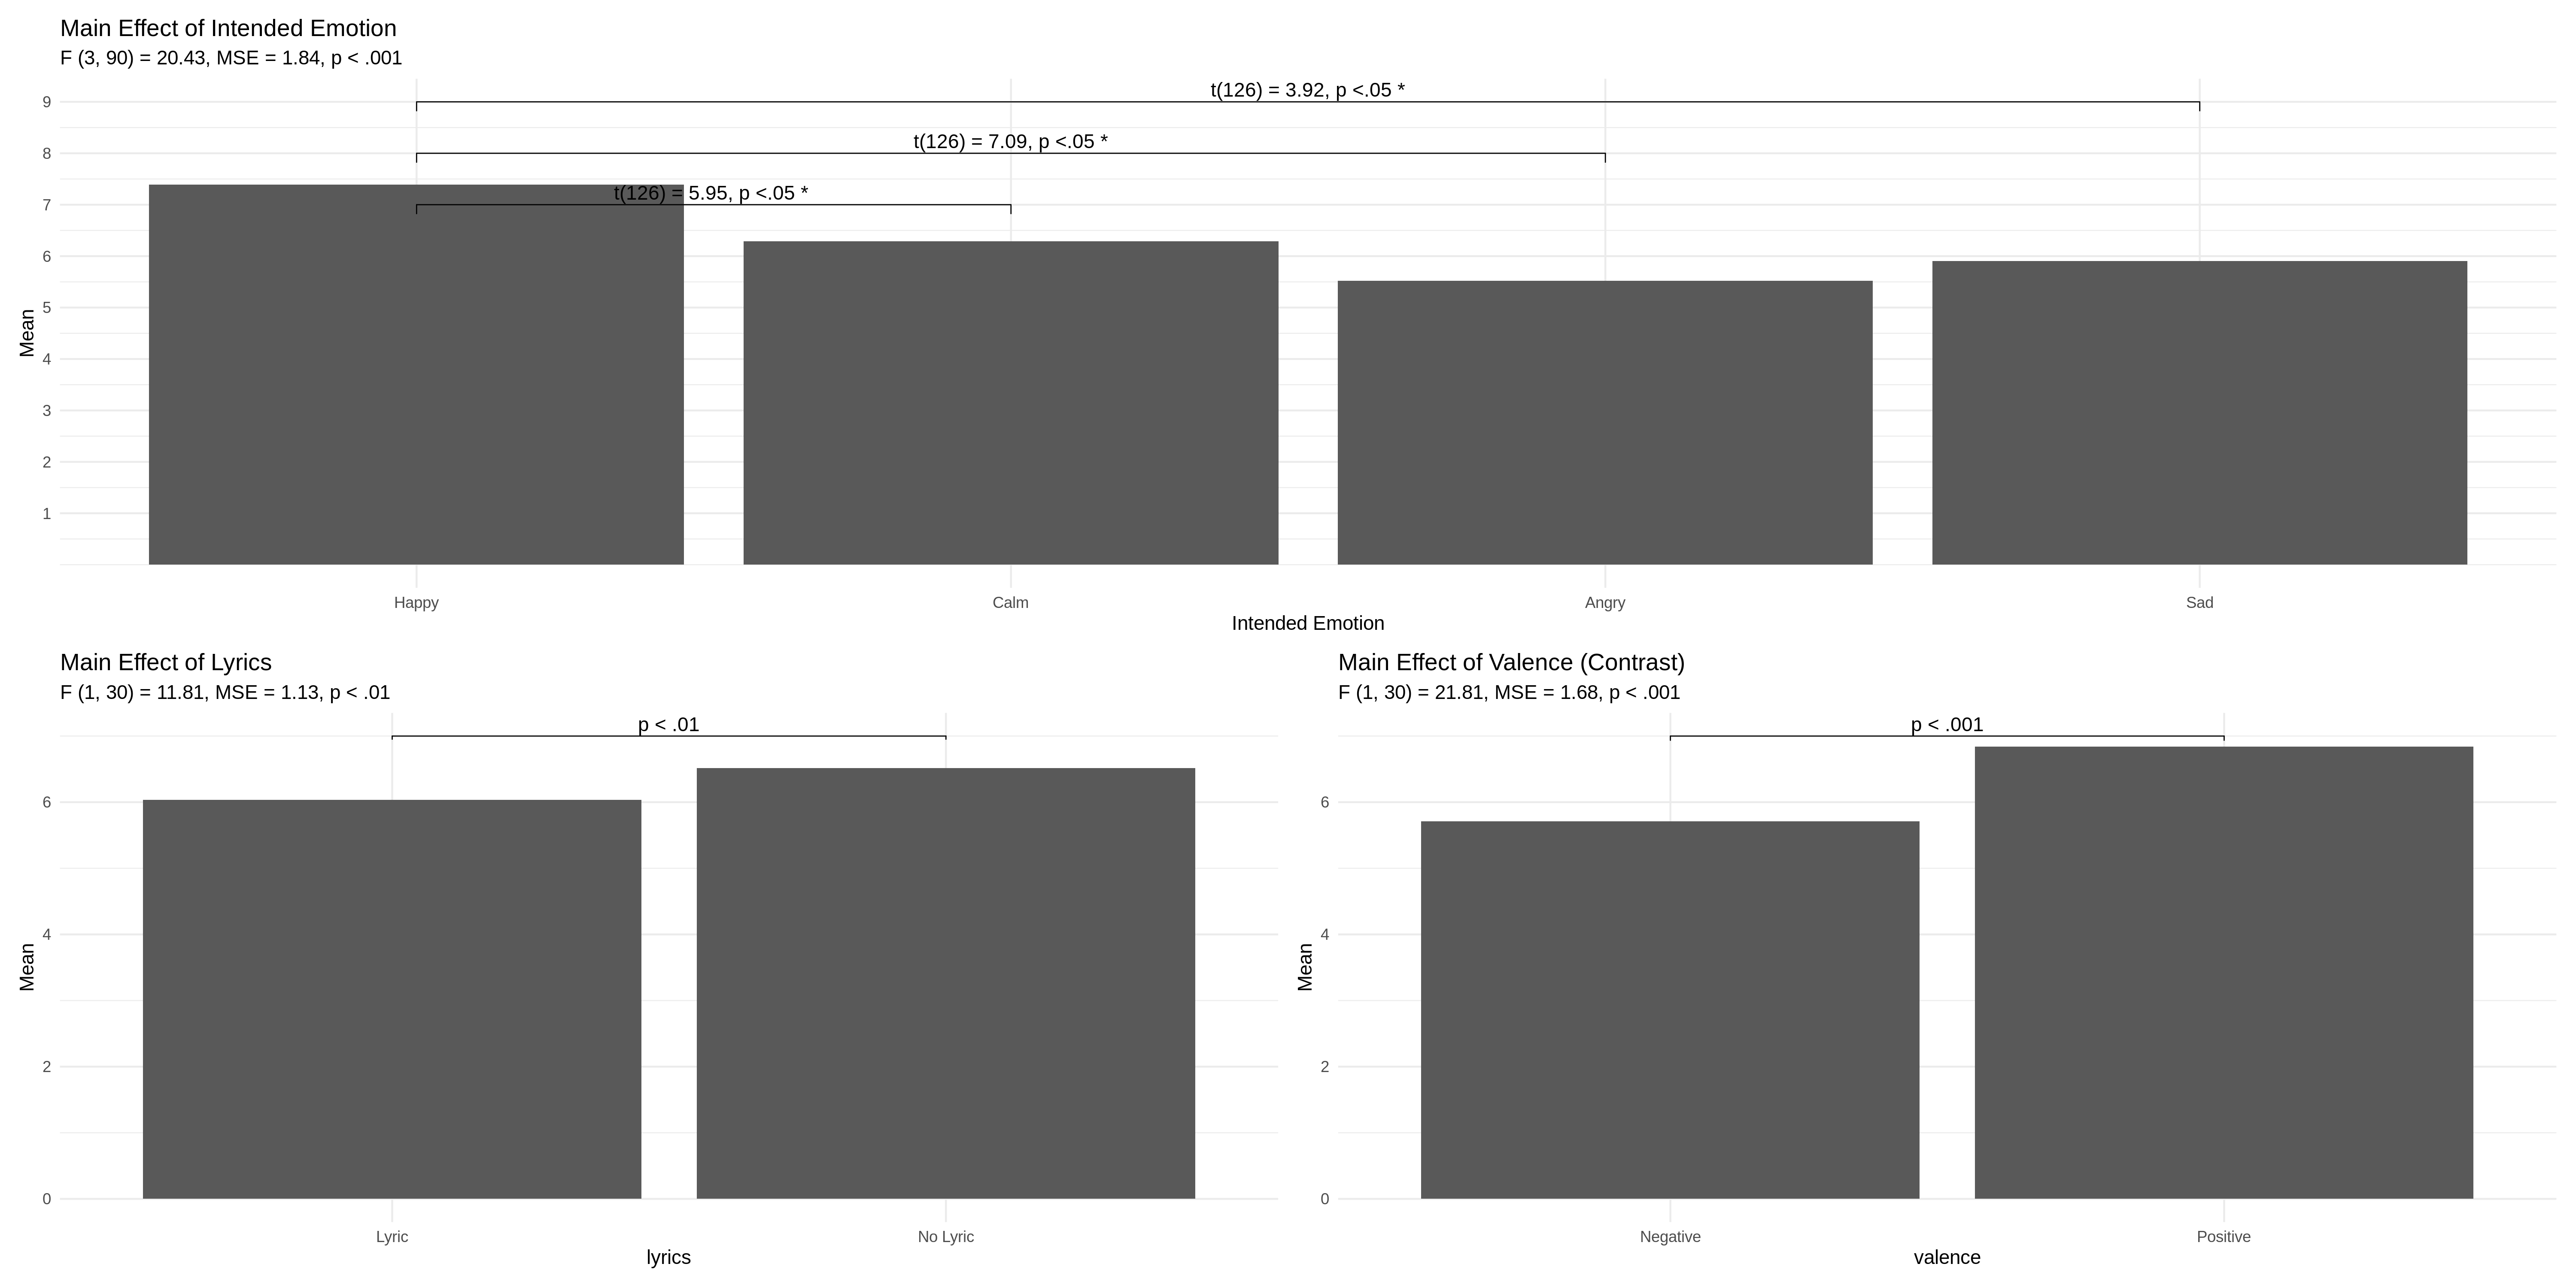 Main Effect of Intended Emotion
F (3, 90) = 20.43, MSE = 1.84, p < .001
t(126) = 3.92, p <.05 *
t(126) = 7.09, p <.05 *
t(126) = 5.95, p <.05 *
9
8
7
6
5
4
3
2
1
Mean
Happy
Calm
Angry
Sad
Intended Emotion
Main Effect of Lyrics
F (1, 30) = 11.81, MSE = 1.13, p < .01
p < .01
6
4
2
0
Mean
Lyric
No Lyric
lyrics
Main Effect of Valence (Contrast)
F (1, 30) = 21.81, MSE = 1.68, p < .001
p < .001
6
4
2
0
Mean
Negative
Positive
valence